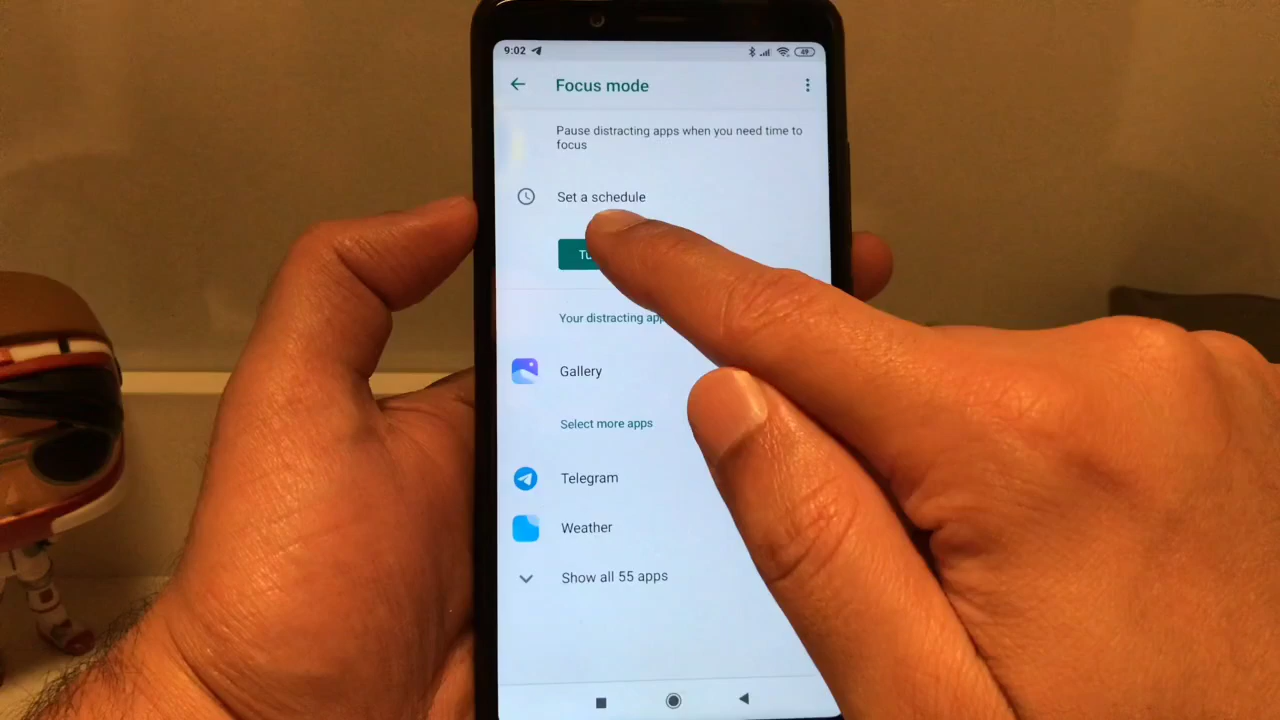 9:02
49
Focus mode
Pause distracting apps when you need time to
focus
Set a schedule
Your distracting
Gallery
Select more apps
Telegram
Weather
Show all 55 apps